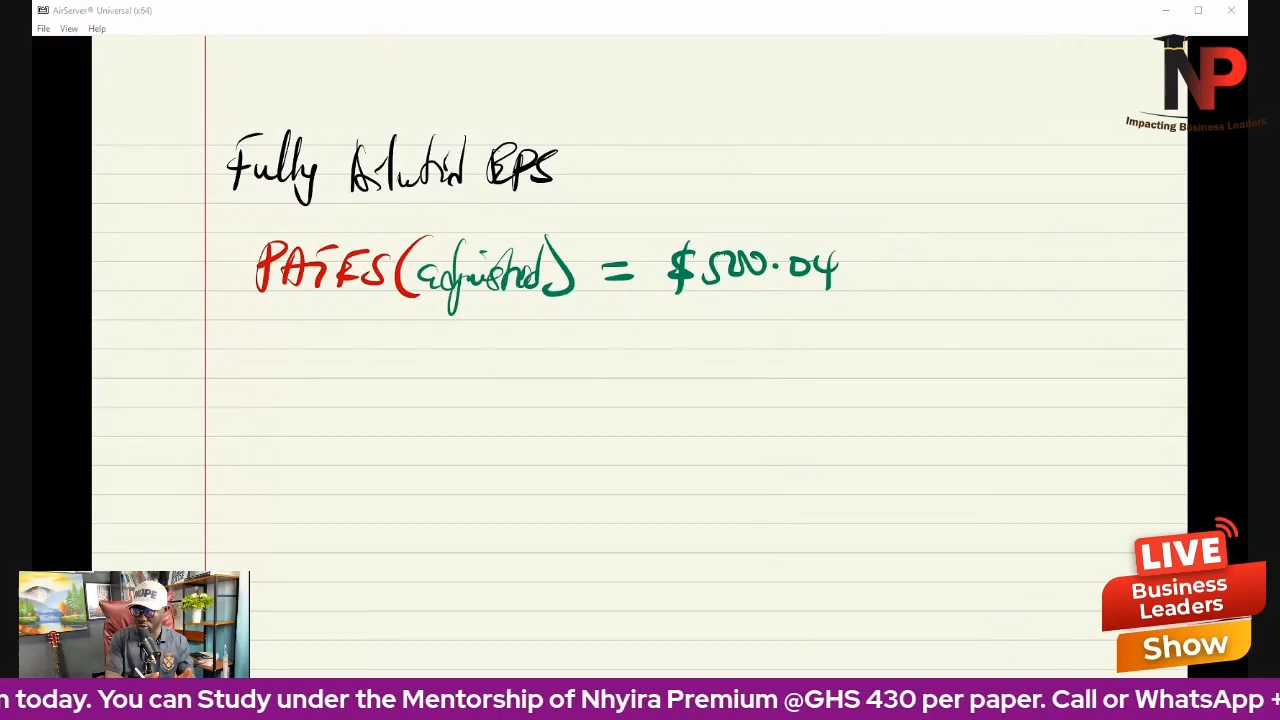 AirServer® Universal (x64)
File View Help
NP
Impacting Business Leaders
Fully Diluted EPS
PATES (adjusted) = $500.04
HOPE
LIVE
Business
Leaders
Show
n today. You can Study under the Mentorship of Nhyira Premium @GHS 430 per paper. Call or WhatsApp +